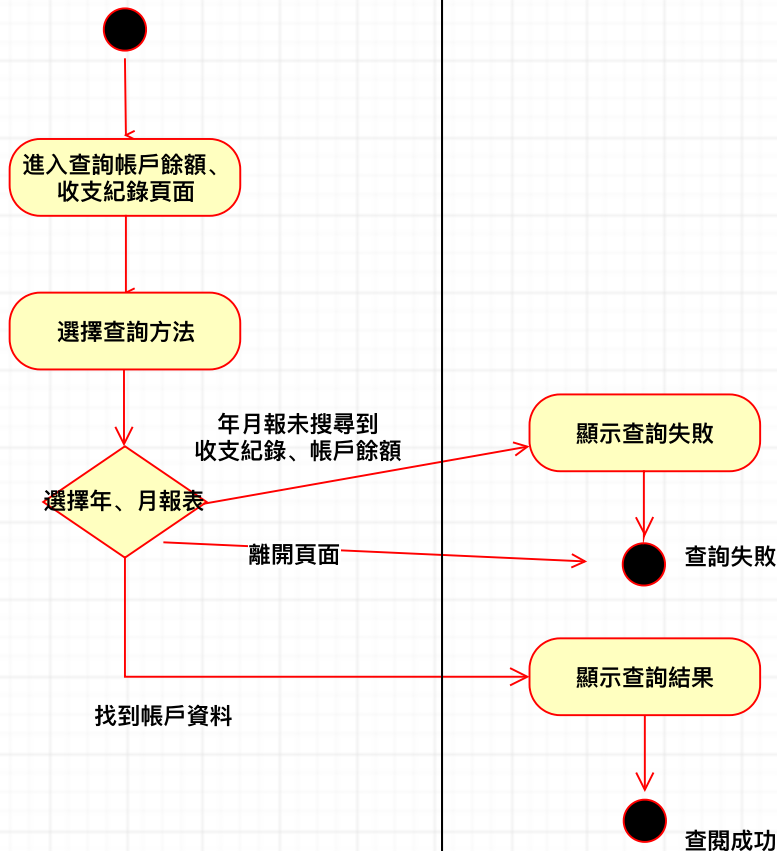 進入查詢帳戶餘額、
收支紀錄頁面
選擇查詢方法
年月報未搜尋到
收支紀錄、帳戶餘額
顯示查詢失敗
選擇年、月報表
離開頁面
查詢失敗
顯示查詢結果
找到帳戶資料
查閱成功